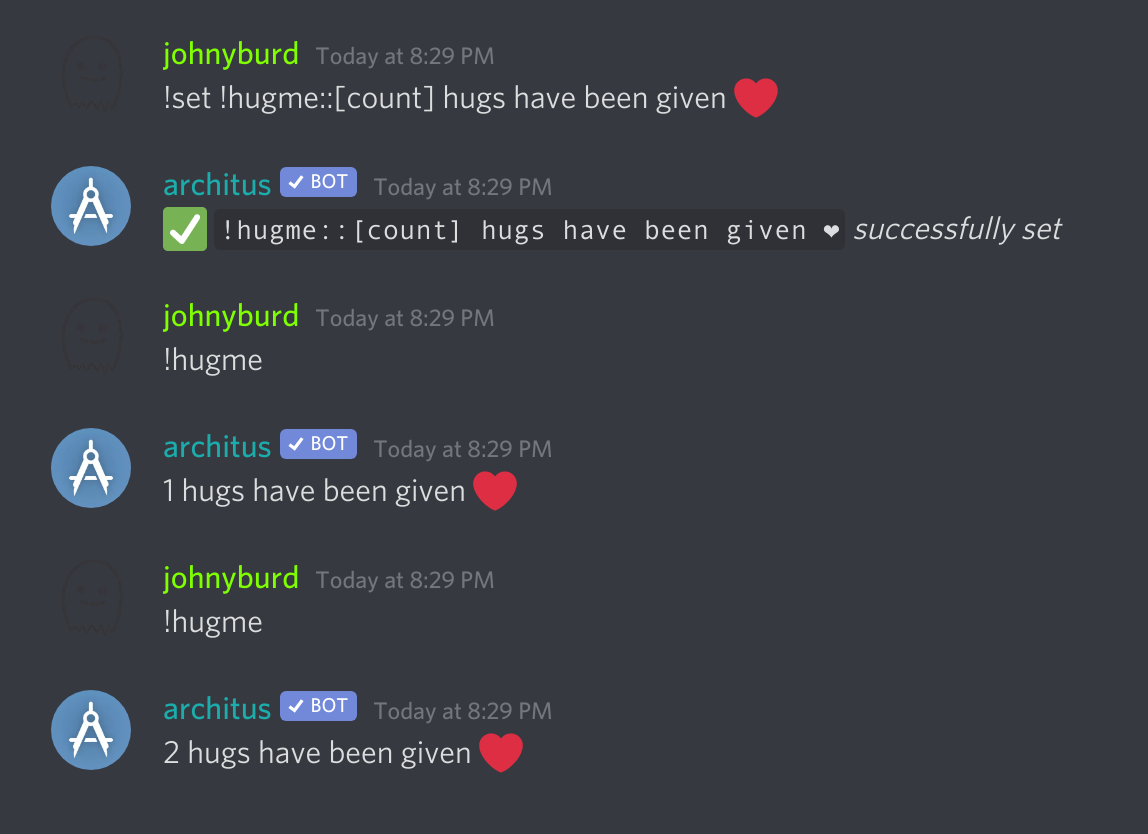 johnyburd Today at 8:29 PM
!set !hugme::[count] hugs have been given ❤️
architus ✓ BOT Today at 8:29 PM
✅ !hugme::[count] hugs have been given ❤ successfully set
johnyburd Today at 8:29 PM
!hugme
architus ✓ BOT Today at 8:29 PM
1 hugs have been given ❤️
johnyburd Today at 8:29 PM
!hugme
architus ✓ BOT Today at 8:29 PM
2 hugs have been given ❤️